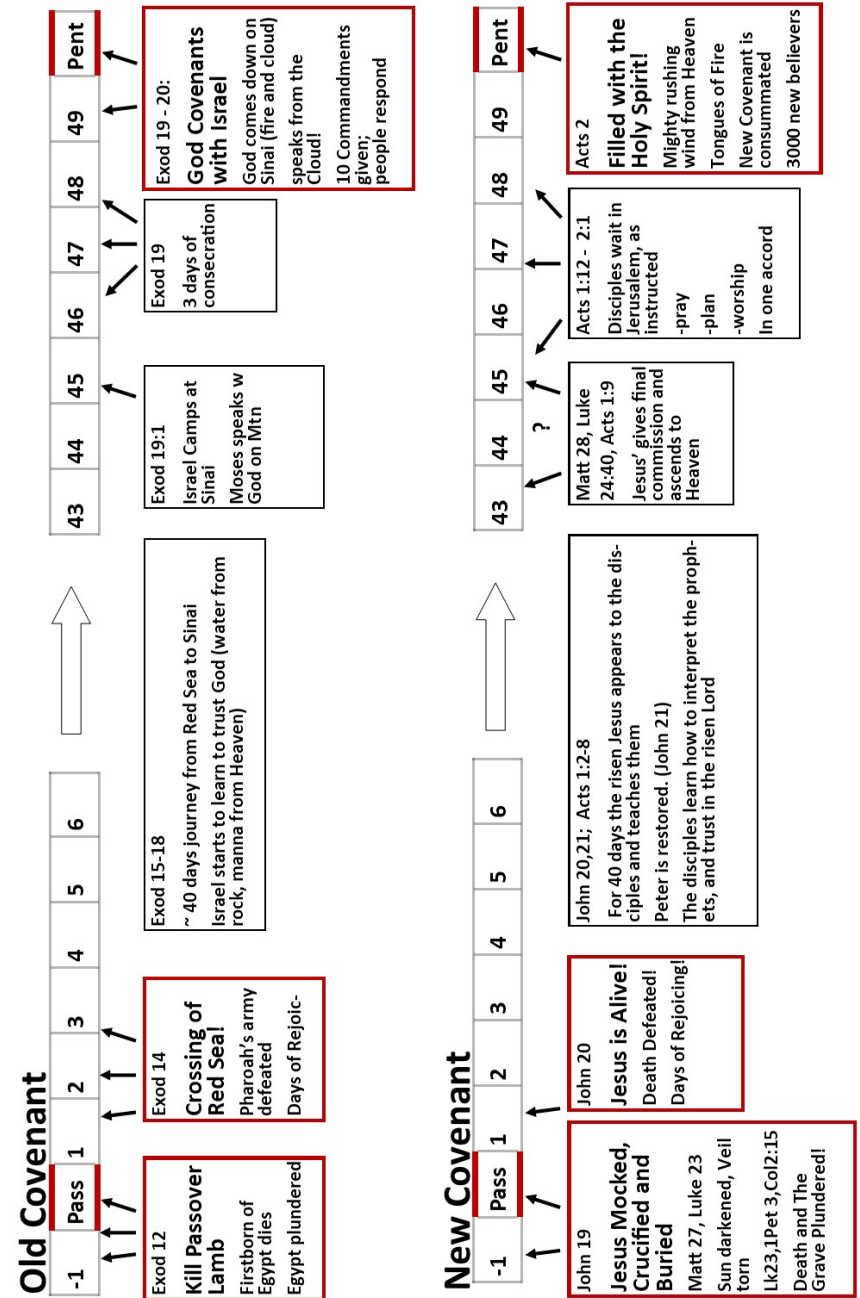 Old Covenant
-1 Pass 1 2 3 4 5 6 43 44 45 46 47 48 49 Pent
Exod 12
Kill Passover
Lamb
Firstborn of
Egypt dies
Egypt plundered
Exod 14
Crossing of
Red Sea!
Pharoah's army
defeated
Days of Rejoic-
Exod 15-18
~ 40 days journey from Red Sea to Sinai
Israel starts to learn to trust God (water from
rock, manna from Heaven)
Exod 19:1
Israel Camps at
Sinai
Moses speaks w
God on Mtn
Exod 19
3 days of
consecration
Exod 19 - 20:
God Covenants
with Israel
God comes down on
Sinai (fire and cloud)
speaks from the
Cloud!
10 Commandments
given;
people respond
New Covenant
-1 Pass 1 2 3 4 5 6 43 44 45 46 47 48 49 Pent
John 19
Jesus Mocked,
Crucified and
Buried
Matt 27, Luke 23
Sun darkened, Veil
torn
Lk23,1Pet 3,Col2:15
Death and The
Grave Plundered!
John 20
Jesus is Alive!
Death Defeated!
Days of Rejoicing!
John 20,21; Acts 1:2-8
For 40 days the risen Jesus appears to the dis-
ciples and teaches them
Peter is restored. (John 21)
The disciples learn how to interpret the proph-
ets, and trust in the risen Lord
?
Matt 28, Luke
24:40, Acts 1:9
Jesus' gives final
commission and
ascends to
Heaven
Acts 1:12 - 2:1
Disciples wait in
Jerusalem, as
instructed
-pray
-plan
-worship
In one accord
Acts 2
Filled with the
Holy Spirit!
Mighty rushing
wind from Heaven
Tongues of Fire
New Covenant is
consummated
3000 new believers